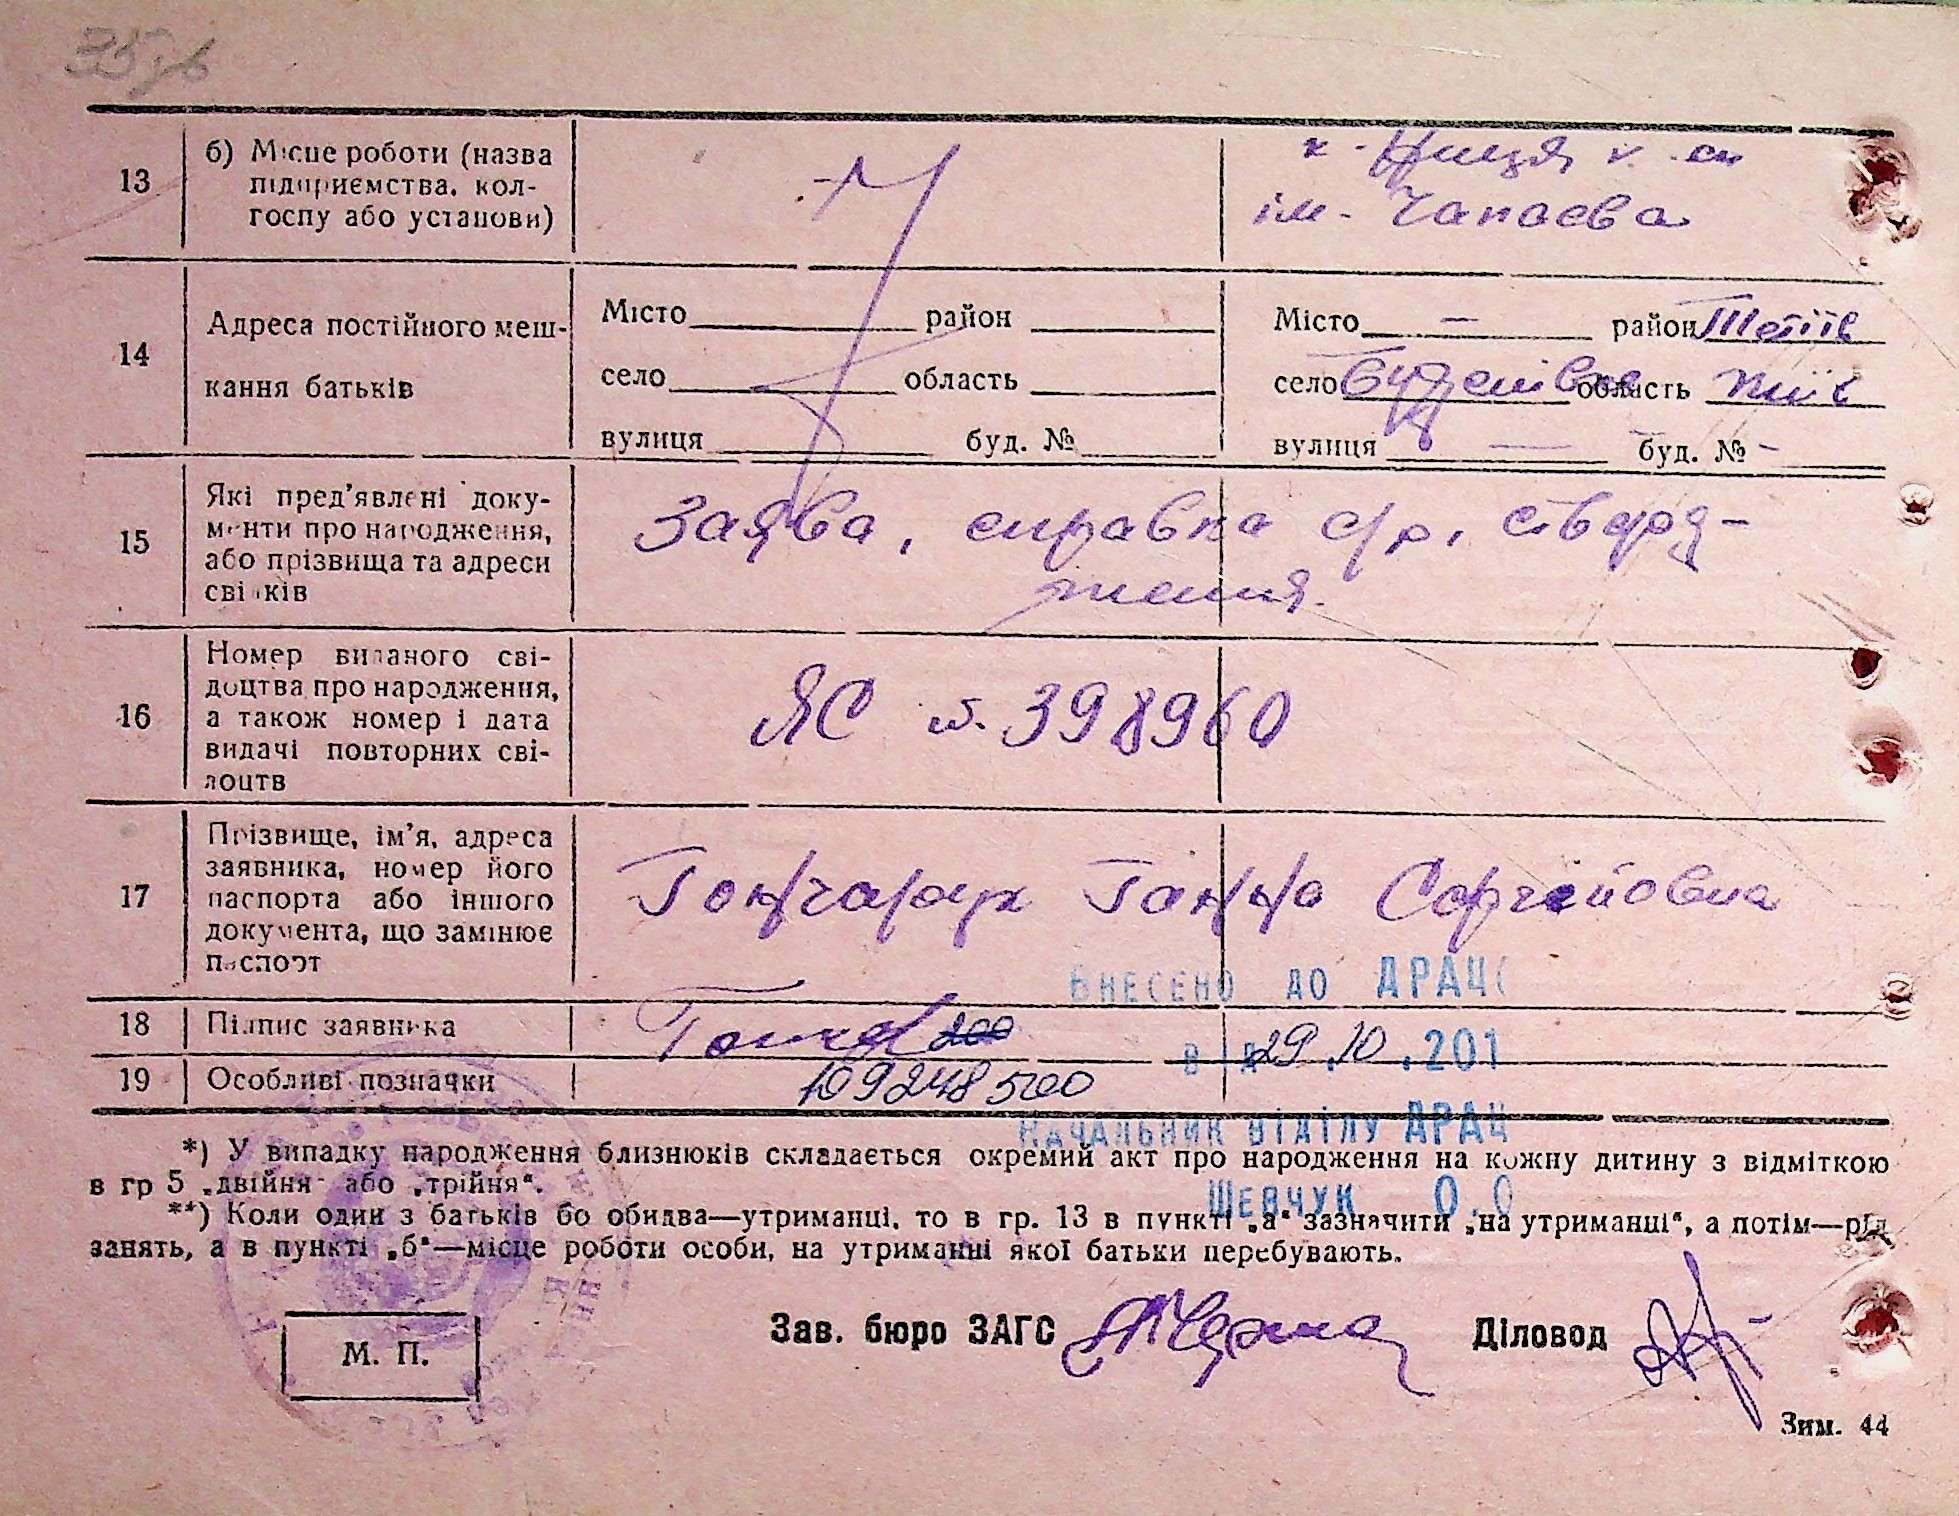 13
б) Місце роботи (назва
підприємства, кол-
госпу або установи)
к-ниця к. сп
ім. Чапаєва
14
Адреса постійного меш-
кання батьків
Місто район
село область
вулиця буд. №
Місто — район Тетіїв
село Буденівка область Київ
вулиця — буд. № -
15
Які пред'явлені доку-
менти про народження,
або прізвища та адреси
свідків
Заява, справка с/р, стверд-
ження.
16
Номер виданого сві-
доцтва про народження,
а також номер і дата
видачі повторних сві-
доцтв
ЯС № 398960
17
Прізвище, ім'я, адреса
заявника, номер його
паспорта або іншого
документа, що замінює
паспорт
Гончарук Ганна Сергійовна
ВНЕСЕНО ДО ДРАЦС
18
Підпис заявника
29.10.201
19
Особливі позначки
109248500
НАЧАЛЬНИК ВІДІЛУ ДРАЦ
*) У випадку народження близнюків складається окремий акт про народження на кожну дитину з відміткою
в гр 5 „двійня" або „трійня".
ШЕВЧУК О.О
**) Коли один з батьків бо обидва—утриманці, то в гр. 13 в пункті „а" зазначити „на утриманці", а потім—рід
занять, а в пункті „б"—місце роботи особи, на утриманні якої батьки перебувають.
М. П.
Зав. бюро ЗАГС
Діловод
Зим. 44